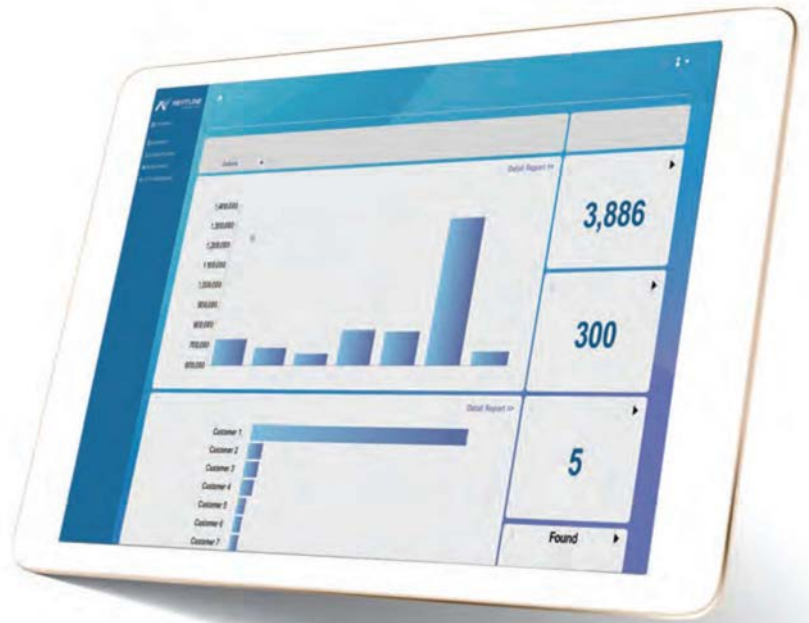 NEPTUNE
Detail Report >>
1,400,000
1,300,000
1,200,000
1,100,000
1,000,000
900,000
800,000
700,000
600,000
3,886
300
Detail Report >>
Customer 1
Customer 2
Customer 3
Customer 4
Customer 5
Customer 6
Customer 7
5
Found